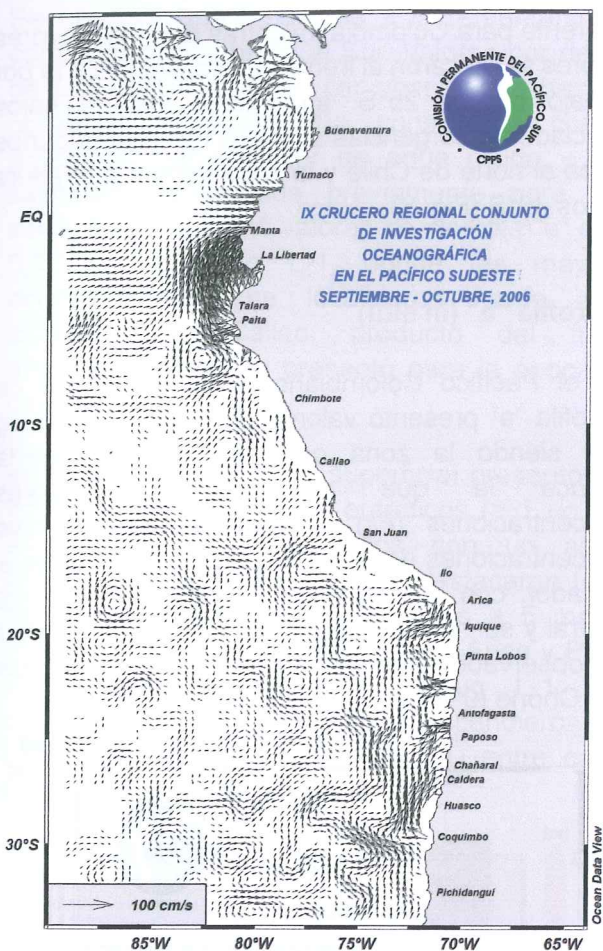 COMISIÓN PERMANENTE DEL PACÍFICO SUR
CPPS
IX CRUCERO REGIONAL CONJUNTO
DE INVESTIGACIÓN
OCEANOGRÁFICA
EN EL PACÍFICO SUDESTE
SEPTIEMBRE - OCTUBRE, 2006
Buenaventura
Tumaco
EQ
Manta
La Libertad
Talara
Paita
Chimbote
10°S
Callao
San Juan
Ilo
Arica
Iquique
20°S
Punta Lobos
Antofagasta
Paposo
Chañaral
Caldera
Huasco
30°S
Coquimbo
Pichidangui
100 cm/s
85°W 80°W 75°W 70°W 65°W
Ocean Data View